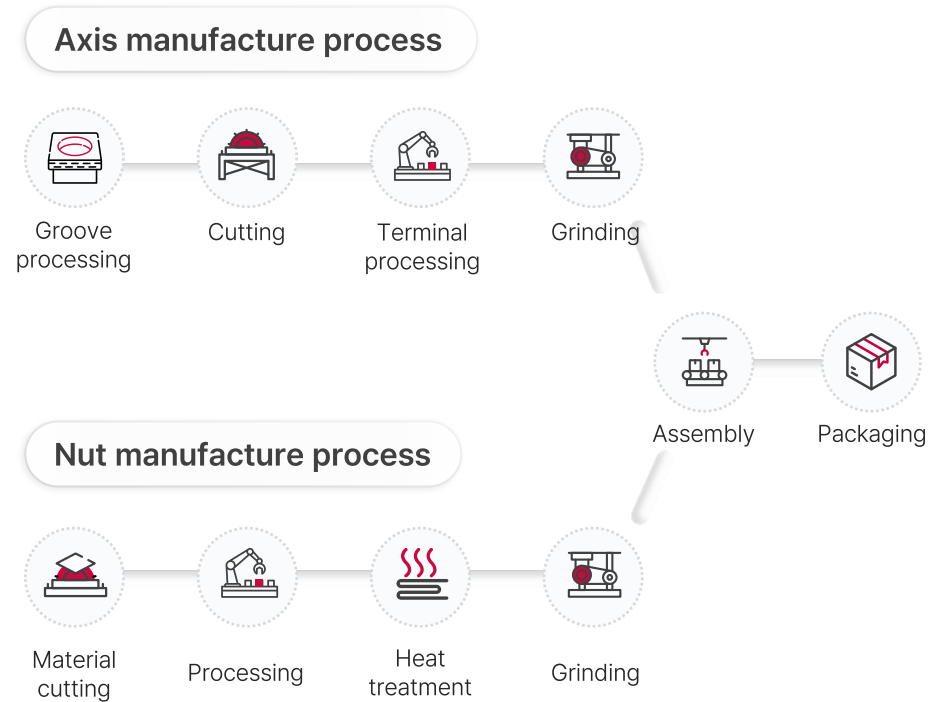 Axis manufacture process
Groove
processing
Cutting
Terminal
processing
Grinding
Assembly
Packaging
Nut manufacture process
Material
cutting
Processing
Heat
treatment
Grinding